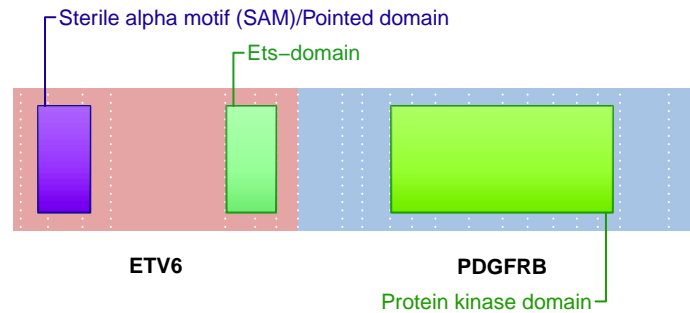 Sterile alpha motif (SAM)/Pointed domain
Ets−domain
ETV6
PDGFRB
Protein kinase domain